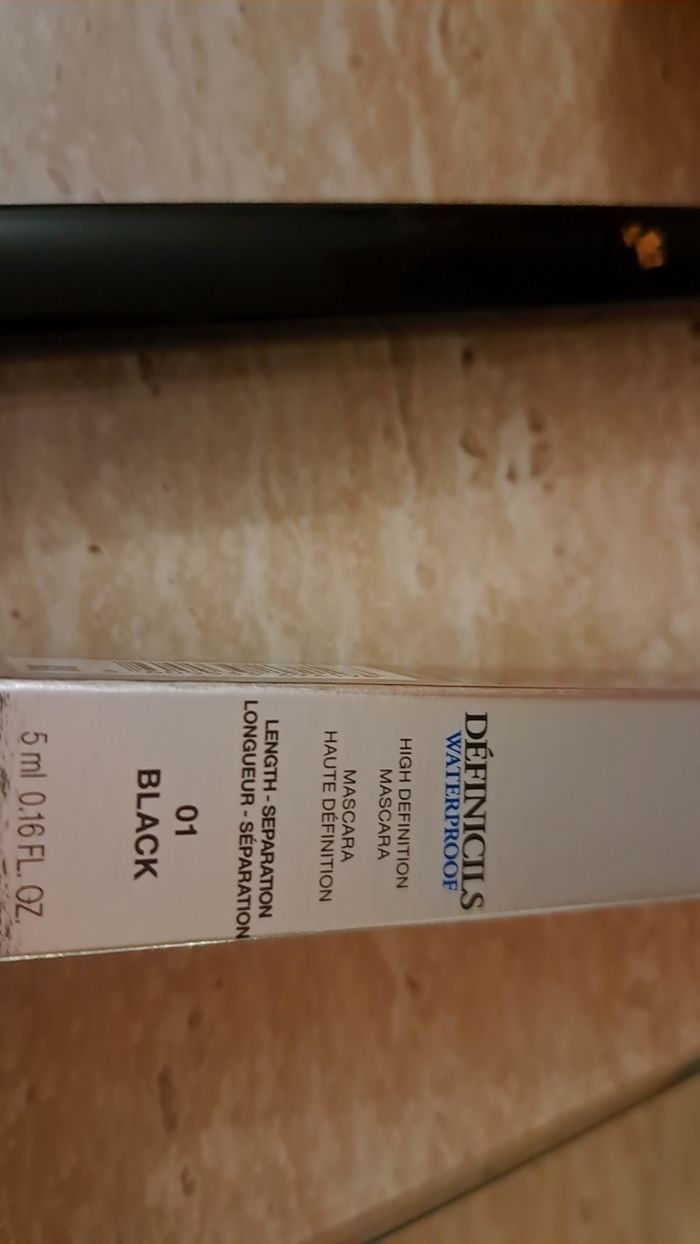 DÉFINICILS
WATERPROOF
HIGH DEFINITION
MASCARA
MASCARA
HAUTE DÉFINITION
LENGTH - SEPARATION
LONGUEUR - SÉPARATION
01
BLACK
5 ml 0.16 FL. OZ.